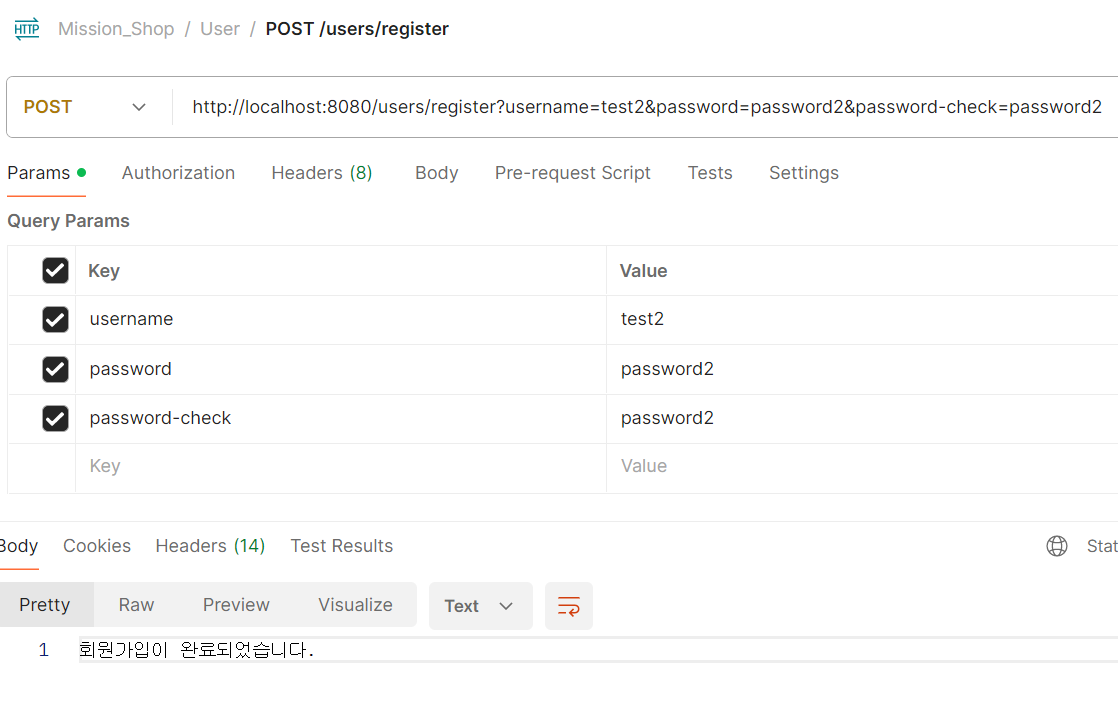 HTTP Mission_Shop / User / POST /users/register
POST http://localhost:8080/users/register?username=test2&password=password2&password-check=password2
Params Authorization Headers (8) Body Pre-request Script Tests Settings
Query Params
Key Value
username test2
password password2
password-check password2
Key Value
Body Cookies Headers (14) Test Results Stat
Pretty Raw Preview Visualize Text
1 회원가입이 완료되었습니다.